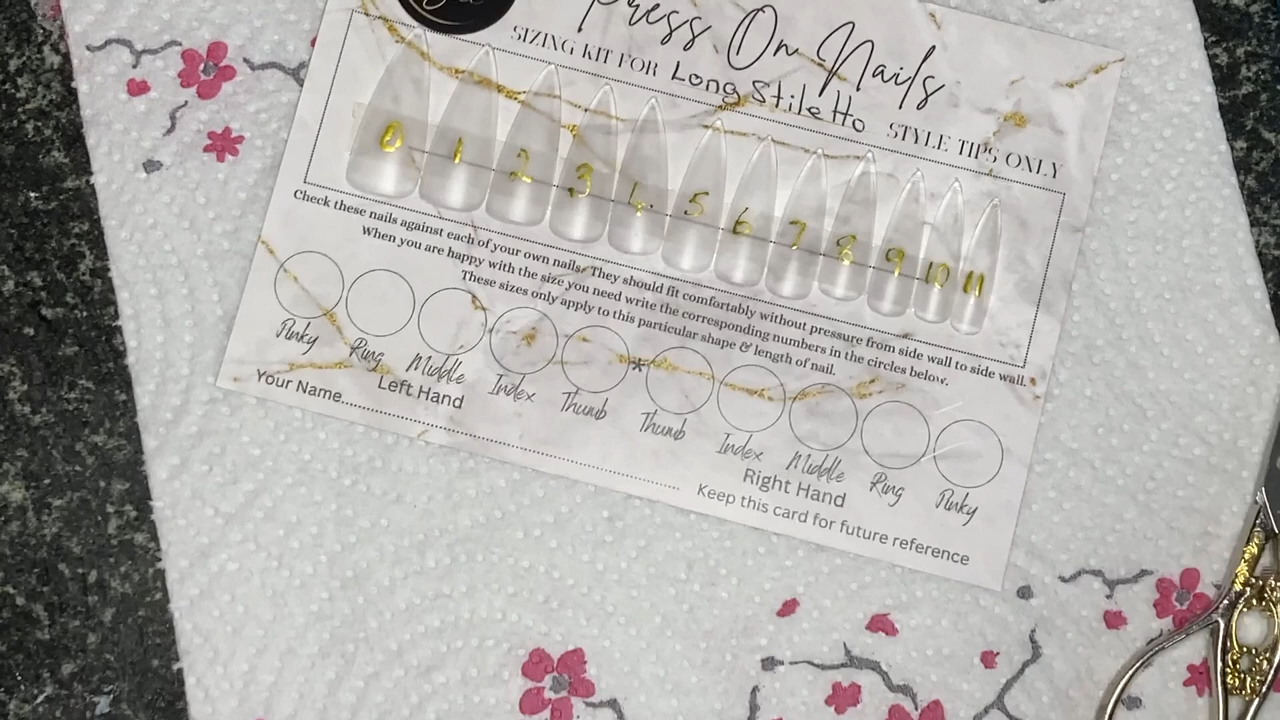 Press On Nails
SIZING KIT FOR Long Stiletto STYLE TIPS ONLY
0 1 2 3 4 5 6 7 8 9 10 11
Check these nails against each of your own nails. They should fit comfortably without pressure from side wall to side wall.
When you are happy with the size you need write the corresponding numbers in the circles below.
These sizes only apply to this particular shape & length of nail.
*
Pinky Ring Middle Index Thumb Thumb Index Middle Ring Pinky
Left Hand Right Hand
Your Name................................................................
Keep this card for future reference